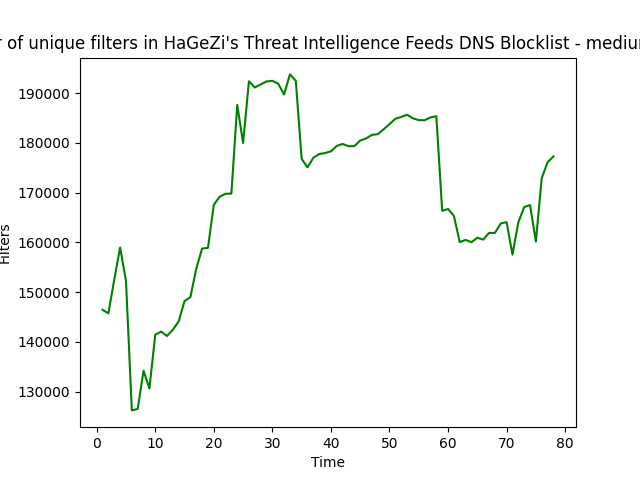 r of unique filters in HaGeZi's Threat Intelligence Feeds DNS Blocklist - mediu
Filters
190000
180000
170000
160000
150000
140000
130000
0 10 20 30 40 50 60 70 80
Time